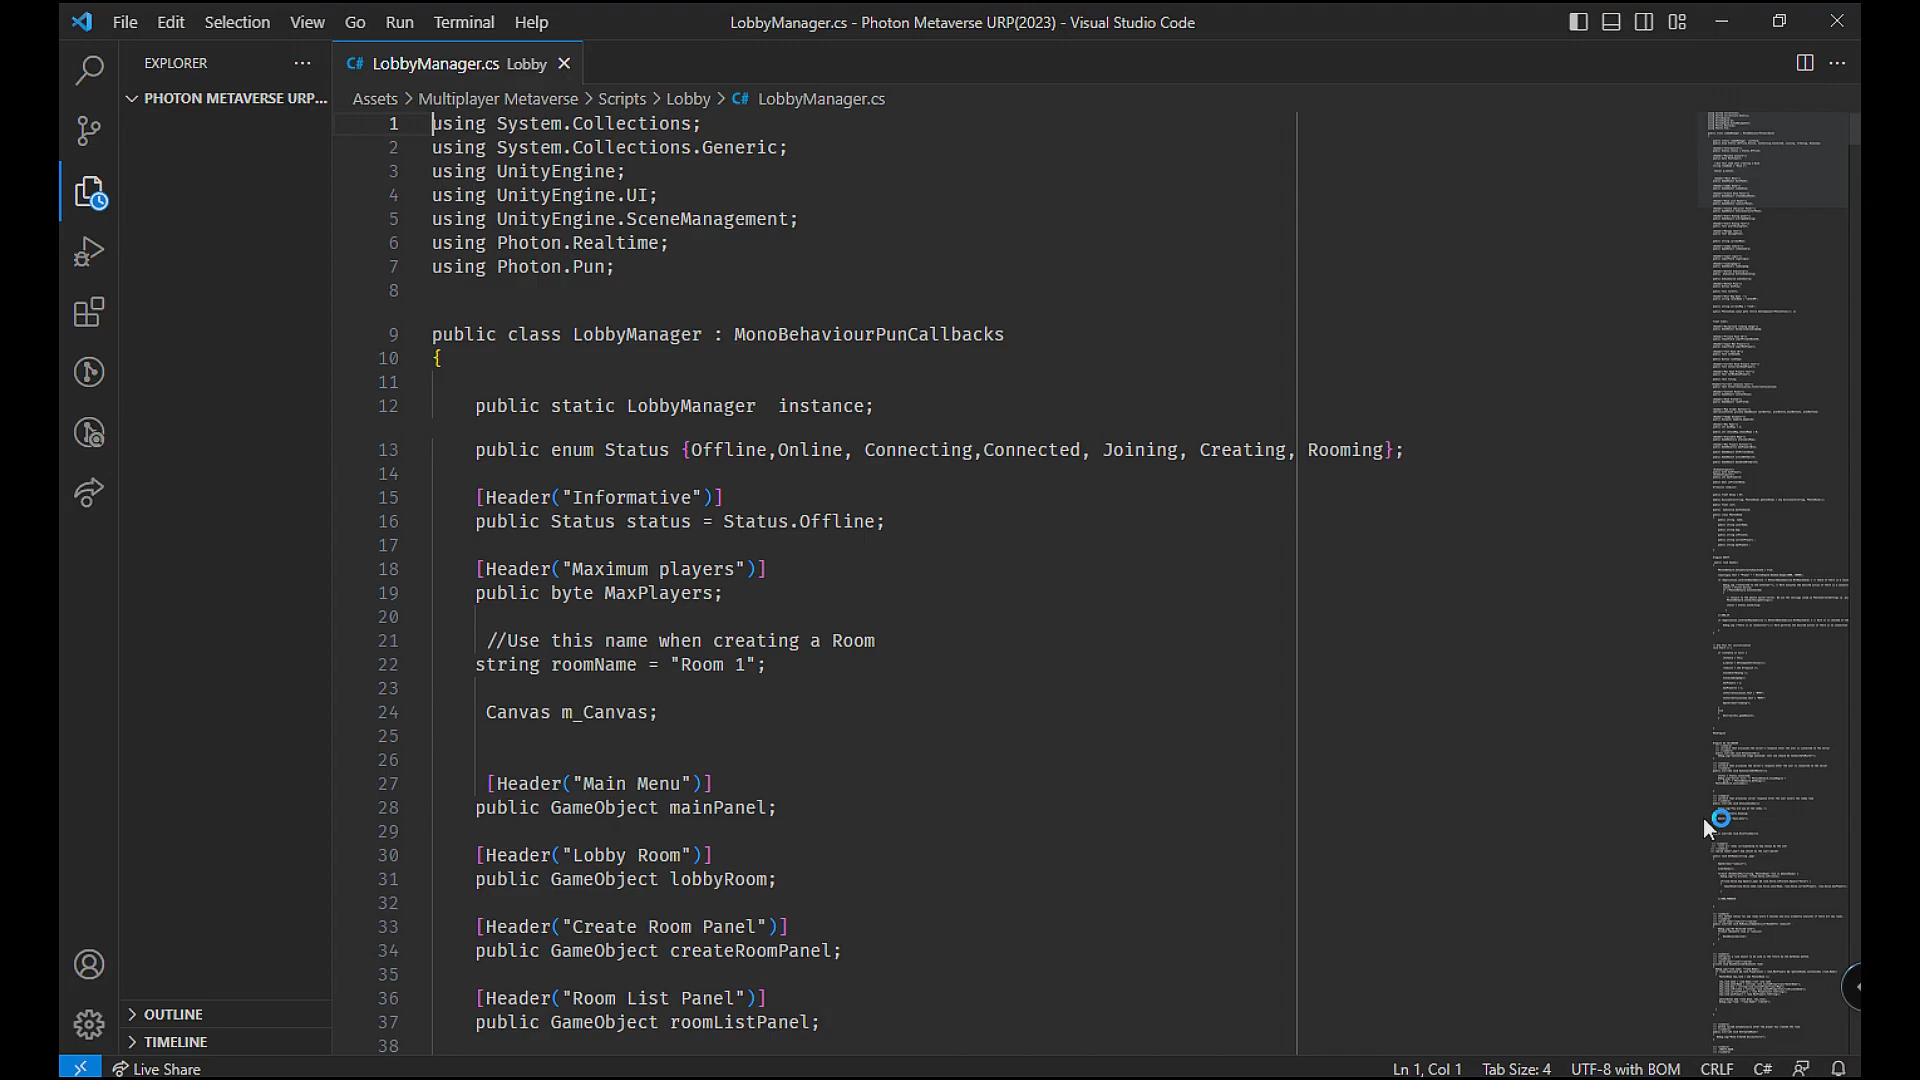 File Edit Selection View Go Run Terminal Help
LobbyManager.cs - Photon Metaverse URP(2023) - Visual Studio Code
EXPLORER
PHOTON METAVERSE URP...
C# LobbyManager.cs Lobby
Assets > Multiplayer Metaverse > Scripts > Lobby > C# LobbyManager.cs
1 using System.Collections;
2 using System.Collections.Generic;
3 using UnityEngine;
4 using UnityEngine.UI;
5 using UnityEngine.SceneManagement;
6 using Photon.Realtime;
7 using Photon.Pun;
8
9 public class LobbyManager : MonoBehaviourPunCallbacks
10 {
11
12 public static LobbyManager  instance;
13 public enum Status {Offline,Online, Connecting,Connected, Joining, Creating, Rooming};
14
15 [Header("Informative")]
16 public Status status = Status.Offline;
17
18 [Header("Maximum players")]
19 public byte MaxPlayers;
20
21 //Use this name when creating a Room
22 string roomName = "Room 1";
23
24 Canvas m_Canvas;
25
26
27 [Header("Main Menu")]
28 public GameObject mainPanel;
29
30 [Header("Lobby Room")]
31 public GameObject lobbyRoom;
32
33 [Header("Create Room Panel")]
34 public GameObject createRoomPanel;
35
36 [Header("Room List Panel")]
37 public GameObject roomListPanel;
38
OUTLINE
TIMELINE
Live Share
Ln 1, Col 1 Tab Size: 4 UTF-8 with BOM CRLF C#